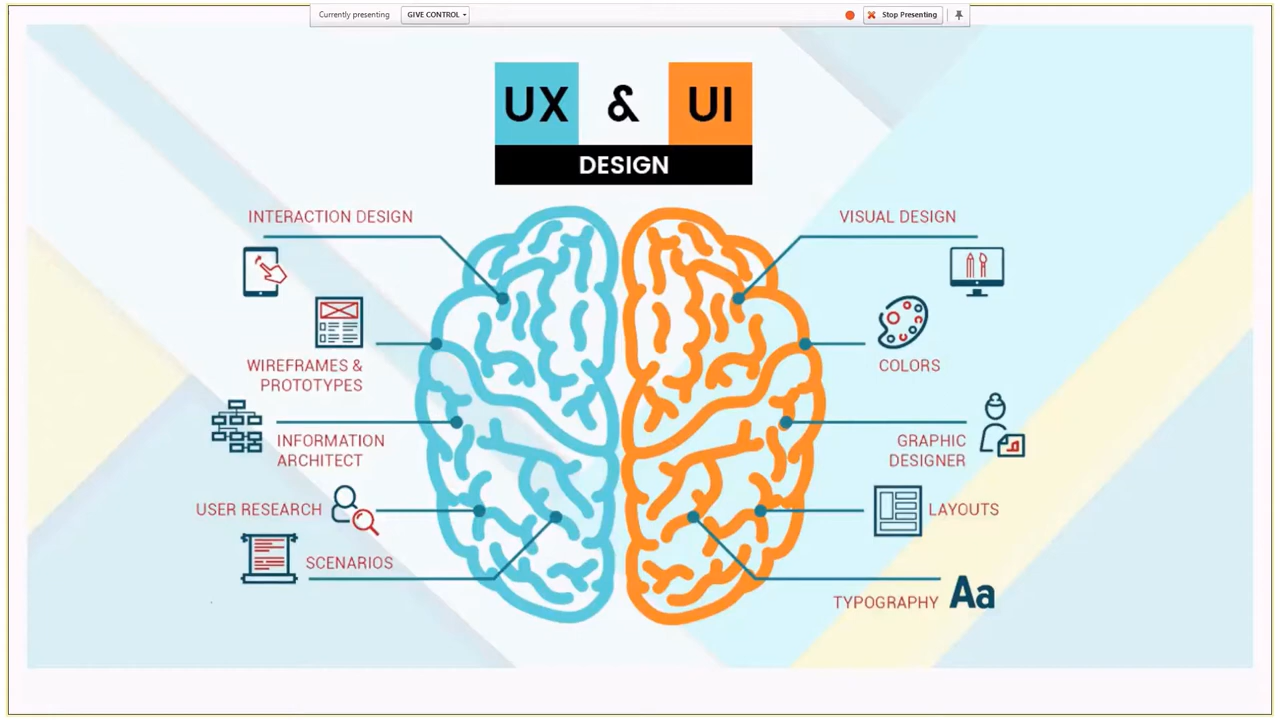 Currently presenting
GIVE CONTROL
Stop Presenting
UX & UI
DESIGN
INTERACTION DESIGN
WIREFRAMES &
PROTOTYPES
INFORMATION
ARCHITECT
USER RESEARCH
SCENARIOS
VISUAL DESIGN
COLORS
GRAPHIC
DESIGNER
LAYOUTS
TYPOGRAPHY Aa